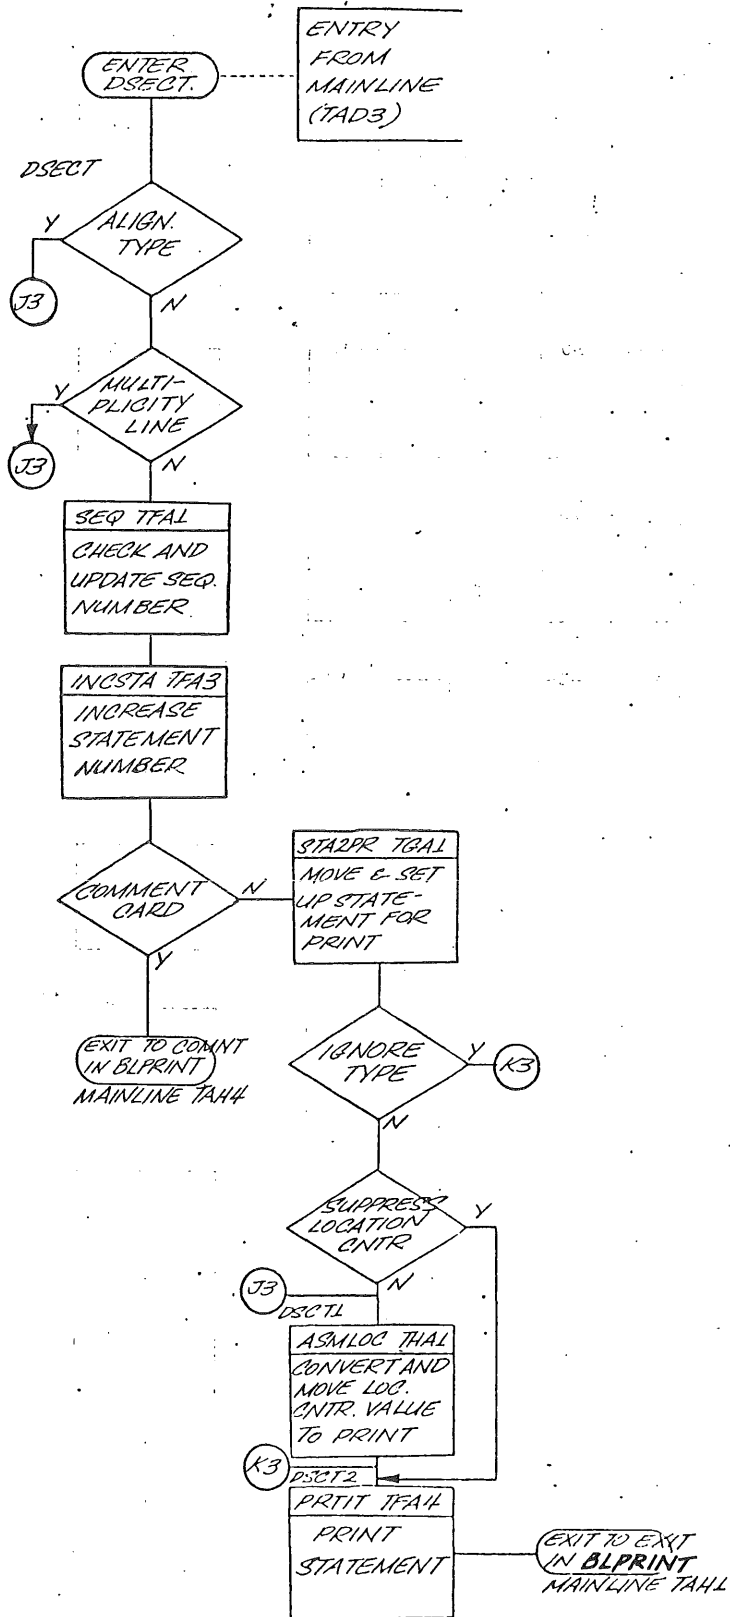 ENTRY
FROM
MAINLINE
(TAD3)
ENTER
DSECT.
DSECT
ALIGN.
TYPE
Y
J3
N
MULTI-
PLICITY
LINE
Y
J3
N
SEQ TFA1
CHECK AND
UPDATE SEQ.
NUMBER
INCSTA TFA3
INCREASE
STATEMENT
NUMBER
COMMENT
CARD
N
Y
EXIT TO COMNT
IN BLPRINT
MAINLINE TAH4
STA2PR TGA1
MOVE & SET
UP STATE-
MENT FOR
PRINT
IGNORE
TYPE
Y
K3
N
SUPPRESS
LOCATION
CNTR
Y
N
J3
DSCT1
ASMLOC THA1
CONVERT AND
MOVE LOC.
CNTR. VALUE
TO PRINT
K3
DSCT2
PRTIT TFA4
PRINT
STATEMENT
EXIT TO EXIT
IN BLPRINT
MAINLINE TAH1